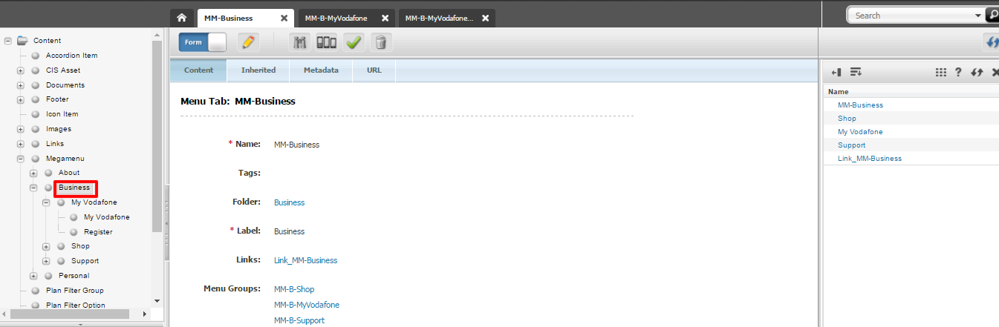 MM-Business
MM-B-MyVodafone
MM-B-MyVodafone...
Search
Content
Accordion Item
CIS Asset
Documents
Footer
Icon Item
Images
Links
Megamenu
About
Business
My Vodafone
My Vodafone
Register
Shop
Support
Personal
Plan Filter Group
Plan Filter Option
Form
Content Inherited Metadata URL
Menu Tab: MM-Business
* Name: MM-Business
Tags:
Folder: Business
* Label: Business
Links: Link_MM-Business
Menu Groups: MM-B-Shop
MM-B-MyVodafone
MM-B-Support
Name
MM-Business
Shop
My Vodafone
Support
Link_MM-Business